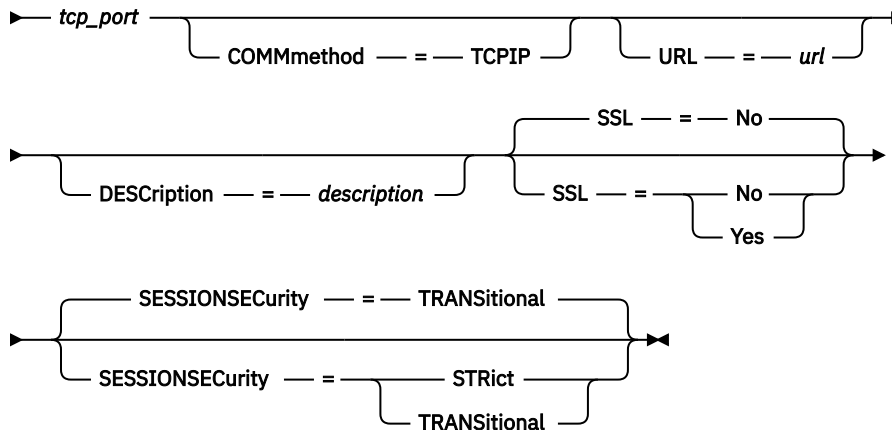 tcp_port
COMMmethod = TCPIP URL = url
SSL = No
DESCription = description SSL = No
Yes
SESSIONSECurity = TRANSitional
SESSIONSECurity = STRict
TRANSitional